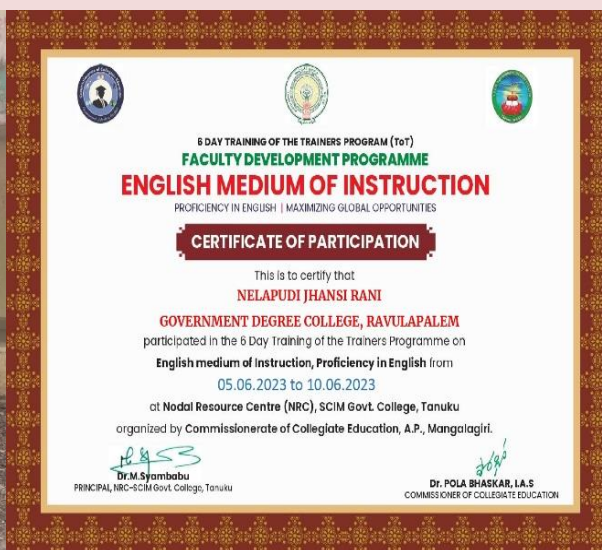 6 DAY TRAINING OF THE TRAINERS PROGRAM (ToT)
FACULTY DEVELOPMENT PROGRAMME
ENGLISH MEDIUM OF INSTRUCTION
PROFICIENCY IN ENGLISH | MAXIMIZING GLOBAL OPPORTUNITIES
CERTIFICATE OF PARTICIPATION
This is to certify that
NELAPUDI JHANSI RANI
GOVERNMENT DEGREE COLLEGE, RAVULAPALEM
participated in the 6 Day Training of the Trainers Programme on
English medium of Instruction, Proficiency in English from
05.06.2023 to 10.06.2023
at Nodal Resource Centre (NRC), SCIM Govt. College, Tanuku
organized by Commissionerate of Collegiate Education, A.P., Mangalagiri.
Dr.M.Syambabu
PRINCIPAL, NRC-SCIM Govt. College, Tanuku
Dr. POLA BHASKAR, I.A.S
COMMISSIONER OF COLLEGIATE EDUCATION